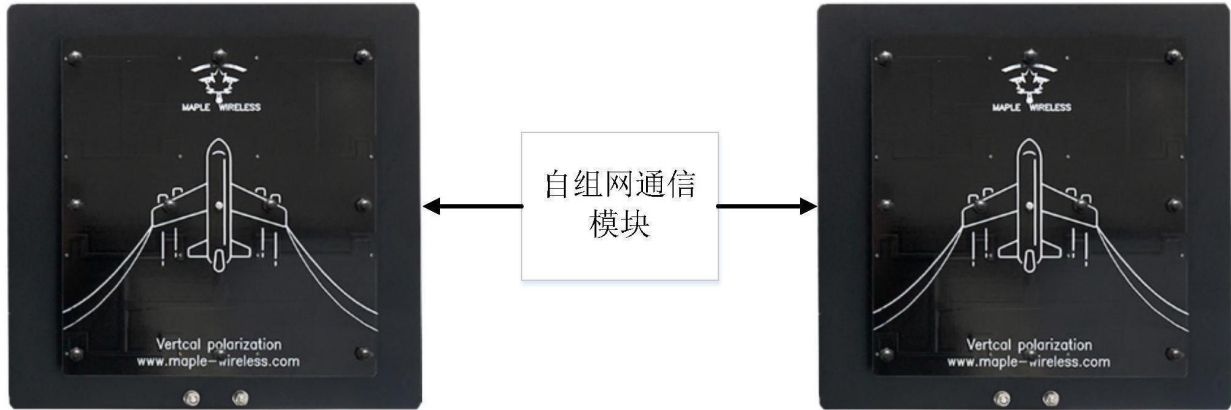 MAPLE WIRELESS
Vertcal polarization
www.maple-wireless.com
自组网通信
模块
MAPLE WIRELESS
Vertcal polarization
www.maple-wireless.com